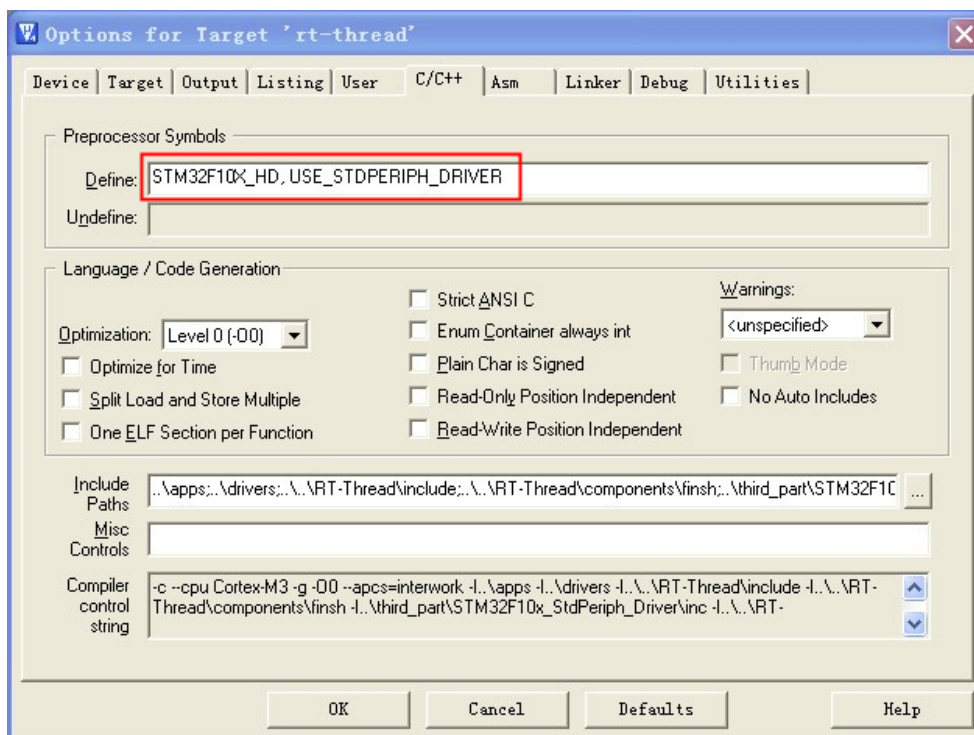 Options for Target 'rt-thread'
Device Target Output Listing User C/C++ Asm Linker Debug Utilities
Preprocessor Symbols
Define: STM32F10X_HD, USE_STDPERIPH_DRIVER
Undefine:
Language / Code Generation
Strict ANSI C
Warnings:
Optimization: Level 0 (-O0)
Enum Container always int
<unspecified>
Optimize for Time
Plain Char is Signed
Thumb Mode
Split Load and Store Multiple
Read-Only Position Independent
No Auto Includes
One ELF Section per Function
Read-Write Position Independent
Include Paths
..\apps;..\drivers;..\..\RT-Thread\include;..\..\RT-Thread\components\finsh;..\third_part\STM32F10
...
Misc Controls
Compiler control string
-c --cpu Cortex-M3 -g -O0 --apcs=interwork -I..\apps -I..\drivers -I..\..\RT-Thread\include -I..\..\RT-
Thread\components\finsh -I..\third_part\STM32F10x_StdPeriph_Driver\inc -I..\..\RT-
OK Cancel Defaults Help